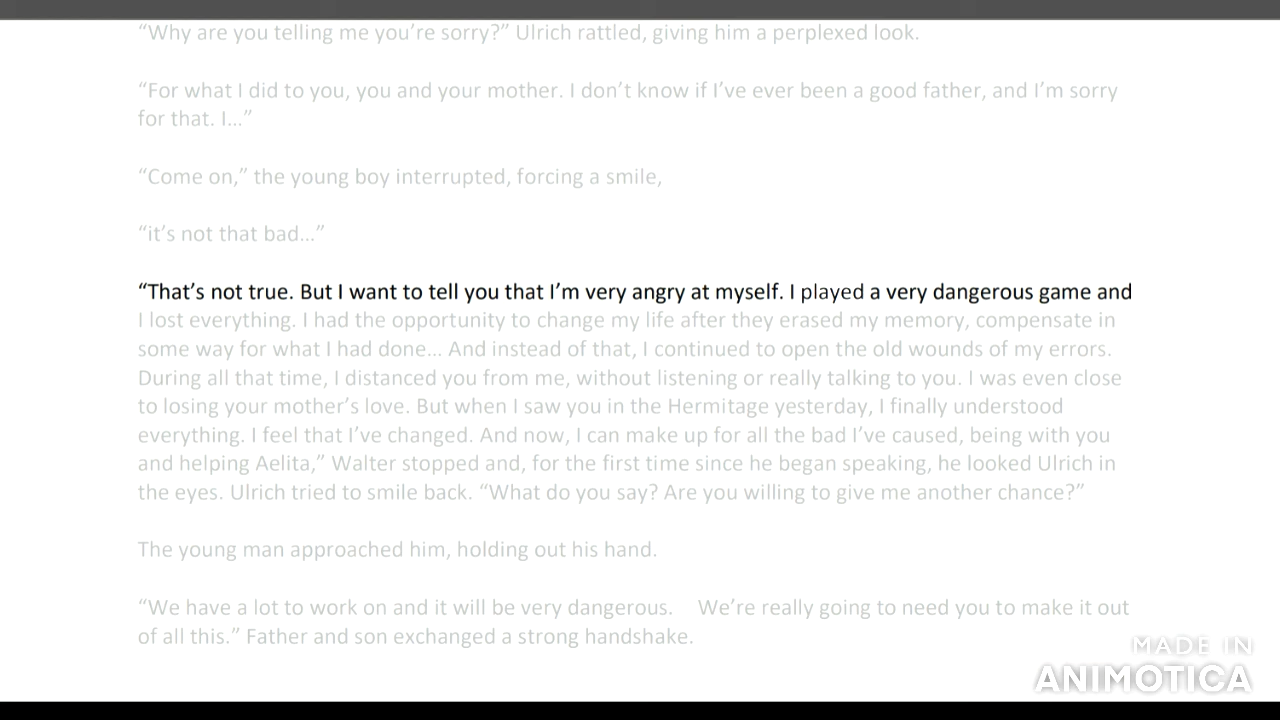 “Why are you telling me you’re sorry?” Ulrich rattled, giving him a perplexed look.
“For what I did to you, you and your mother. I don’t know if I’ve ever been a good father, and I’m sorry
for that. I...”
“Come on,” the young boy interrupted, forcing a smile,
“it’s not that bad...”
“That’s not true. But I want to tell you that I’m very angry at myself. I played a very dangerous game and
I lost everything. I had the opportunity to change my life after they erased my memory, compensate in
some way for what I had done... And instead of that, I continued to open the old wounds of my errors.
During all that time, I distanced you from me, without listening or really talking to you. I was even close
to losing your mother’s love. But when I saw you in the Hermitage yesterday, I finally understood
everything. I feel that I’ve changed. And now, I can make up for all the bad I’ve caused, being with you
and helping Aelita,” Walter stopped and, for the first time since he began speaking, he looked Ulrich in
the eyes. Ulrich tried to smile back. “What do you say? Are you willing to give me another chance?”
The young man approached him, holding out his hand.
“We have a lot to work on and it will be very dangerous. We’re really going to need you to make it out
of all this.” Father and son exchanged a strong handshake.
MADE IN
ANIMOTICA